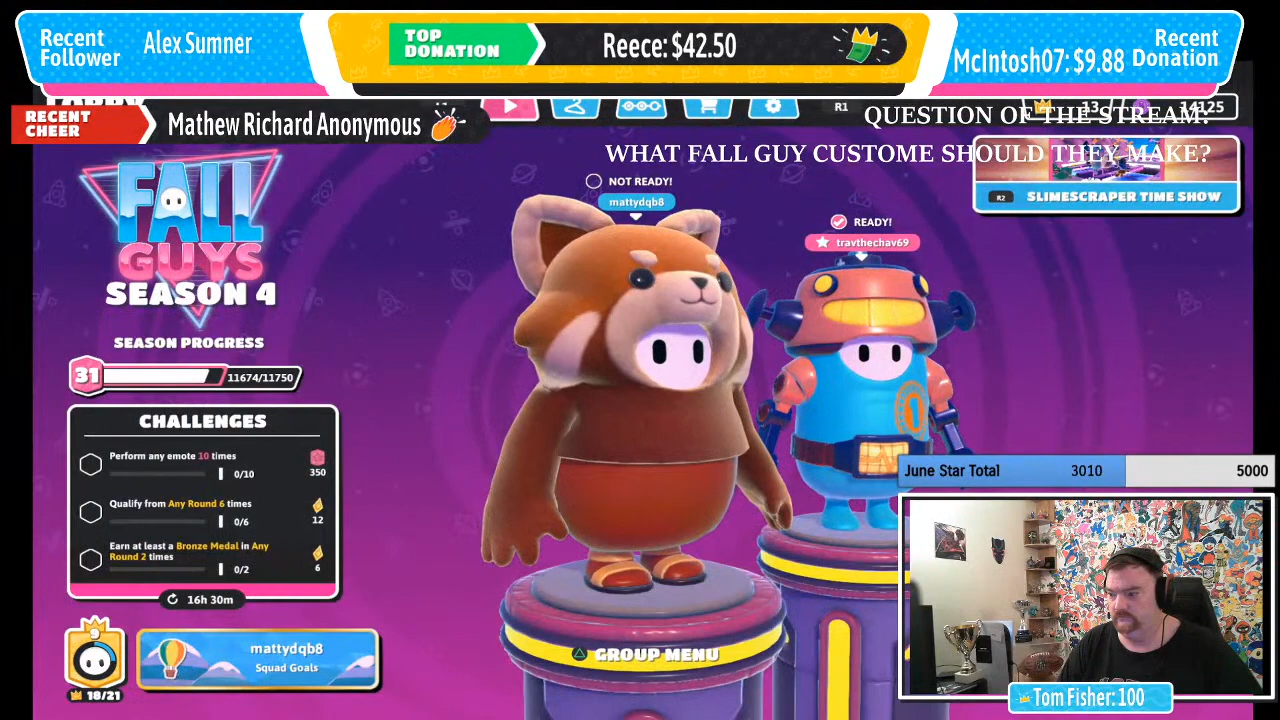 Recent
Follower
Alex Sumner
TOP
DONATION
Reece: $42.50
McIntosh07: $9.88
Recent
Donation
RECENT
CHEER
Mathew Richard Anonymous
R1
13
14125
QUESTION OF THE STREAM:
WHAT FALL GUY CUSTOME SHOULD THEY MAKE?
R2
SLIMESCRAPER TIME SHOW
NOT READY!
mattydqb8
READY!
travthechav69
FALL
GUYS
SEASON 4
SEASON PROGRESS
31
11674/11750
CHALLENGES
Perform any emote 10 times
0/10
350
Qualify from Any Round 6 times
0/6
12
Earn at least a Bronze Medal in Any
Round 2 times
0/2
6
16h 30m
9
18/21
mattydqb8
Squad Goals
GROUP MENU
June Star Total 3010 5000
Tom Fisher: 100